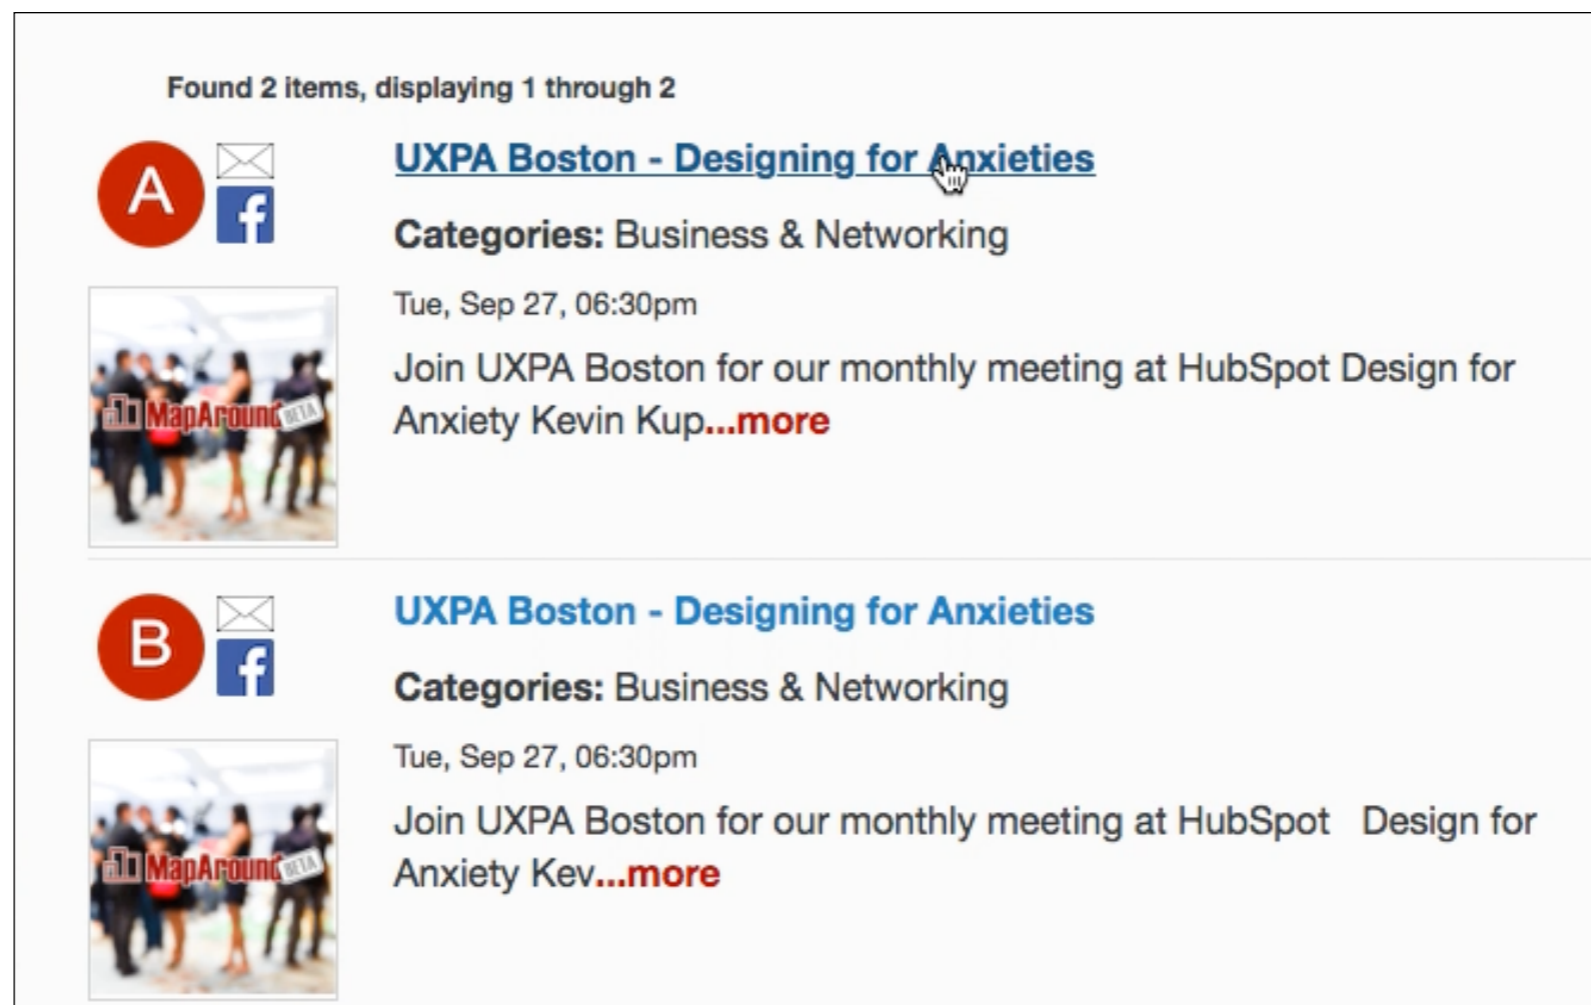 Found 2 items, displaying 1 through 2
A
UXPA Boston - Designing for Anxieties
Categories: Business & Networking
Tue, Sep 27, 06:30pm
MapAround BETA
Join UXPA Boston for our monthly meeting at HubSpot Design for
Anxiety Kevin Kup...more
B
UXPA Boston - Designing for Anxieties
Categories: Business & Networking
Tue, Sep 27, 06:30pm
MapAround BETA
Join UXPA Boston for our monthly meeting at HubSpot   Design for
Anxiety Kev...more